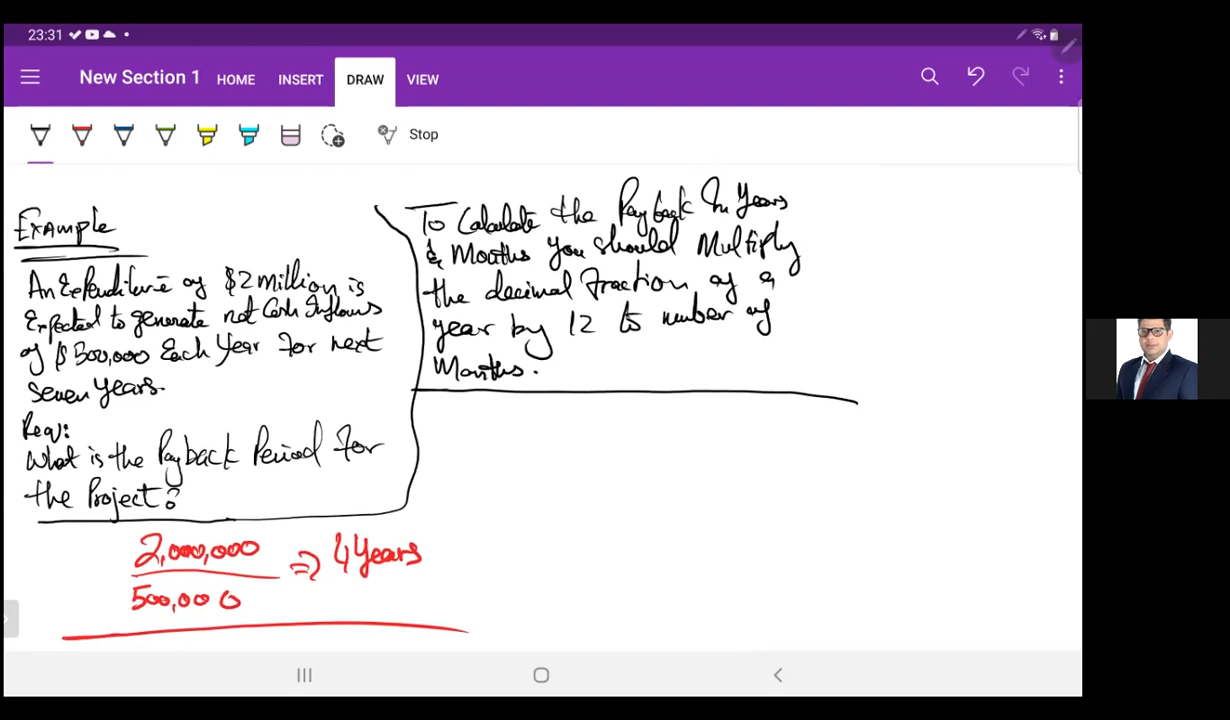 23:31
New Section 1 HOME INSERT DRAW VIEW
Stop
Example
An Expenditure of $2 million is
Expected to generate net Cash Inflows
of $ 500,000 Each Year For next
Seven Years.
Req:
What is the Payback Period For
the Project?
2,000,000
500,000
=> 4 Years
To Calculate the Payback In Years
& Months you should Multiply
the decimal fraction of a
year by 12 to number of
Months.